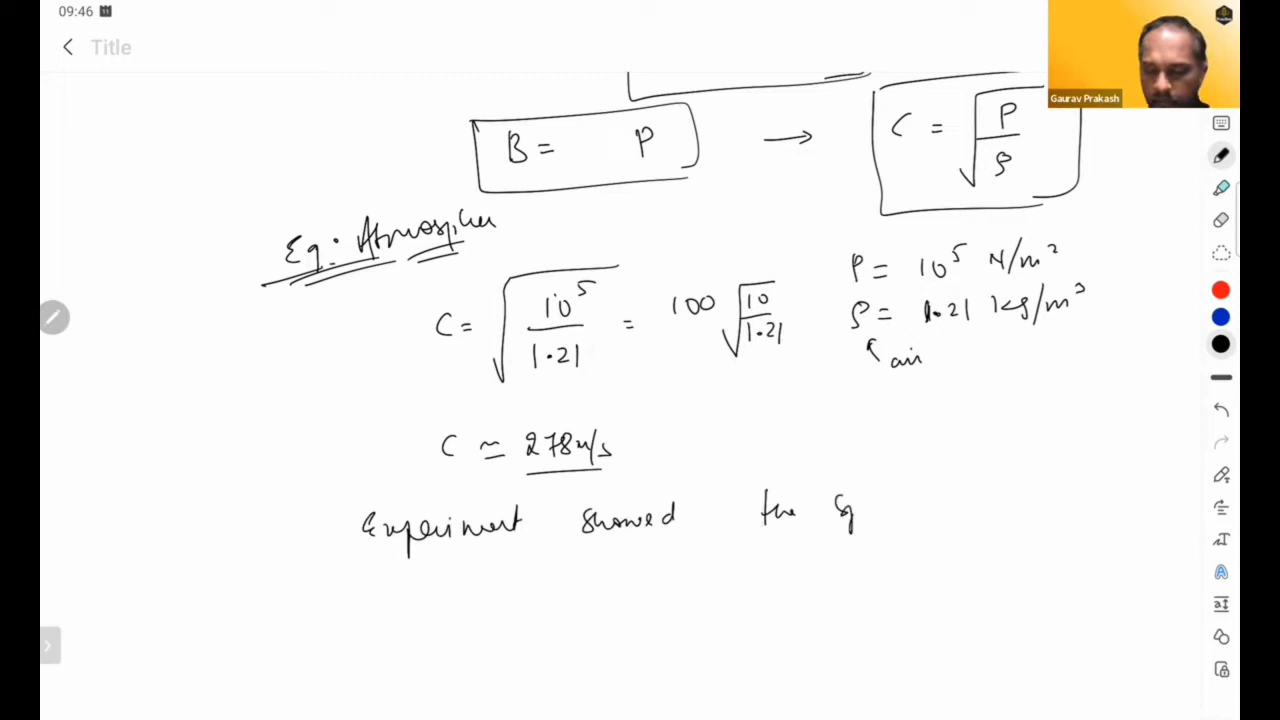 09:46
Title
Gaurav Prakash
B = P → C = √(P/ρ)
Eg: Atmospher
P = 10⁵ N/m²
C = √(10⁵/1.21) = 100 √(10/1.21)
ρ = 1.21 kg/m³
air
C ≃ 278 m/s
Experiment showed the